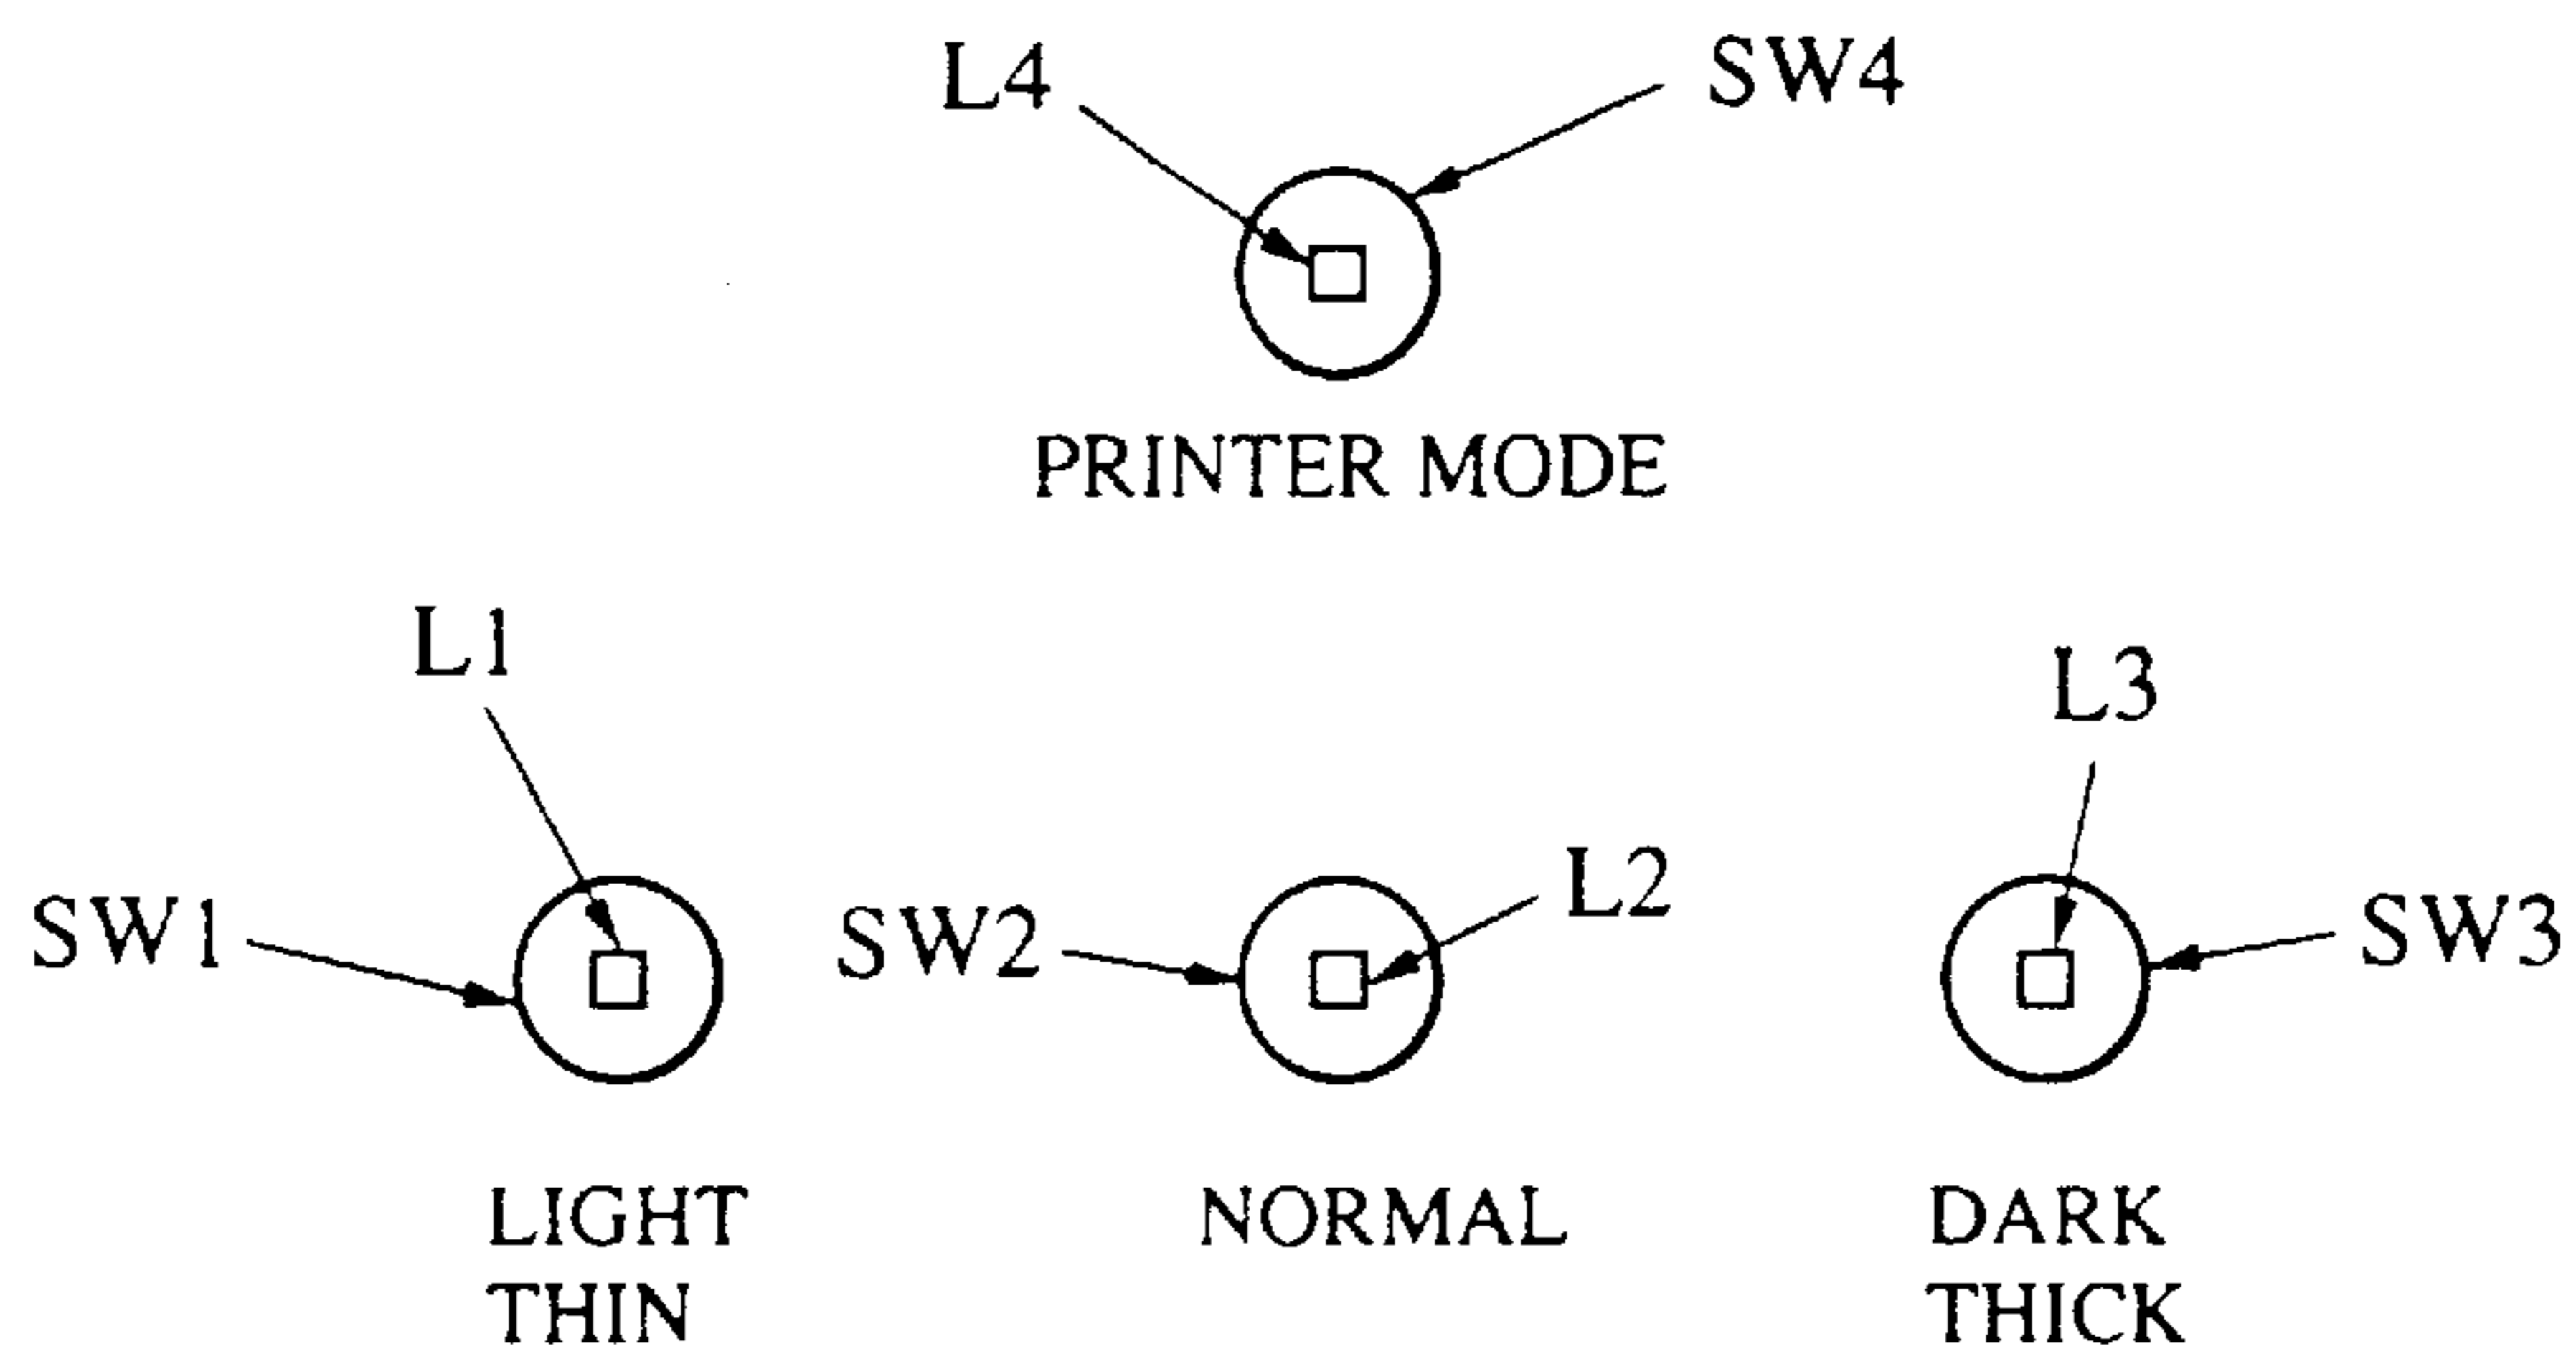 L4 SW4
PRINTER MODE
L1
L3
SW1 SW2 L2 SW3
LIGHT THIN
NORMAL
DARK THICK